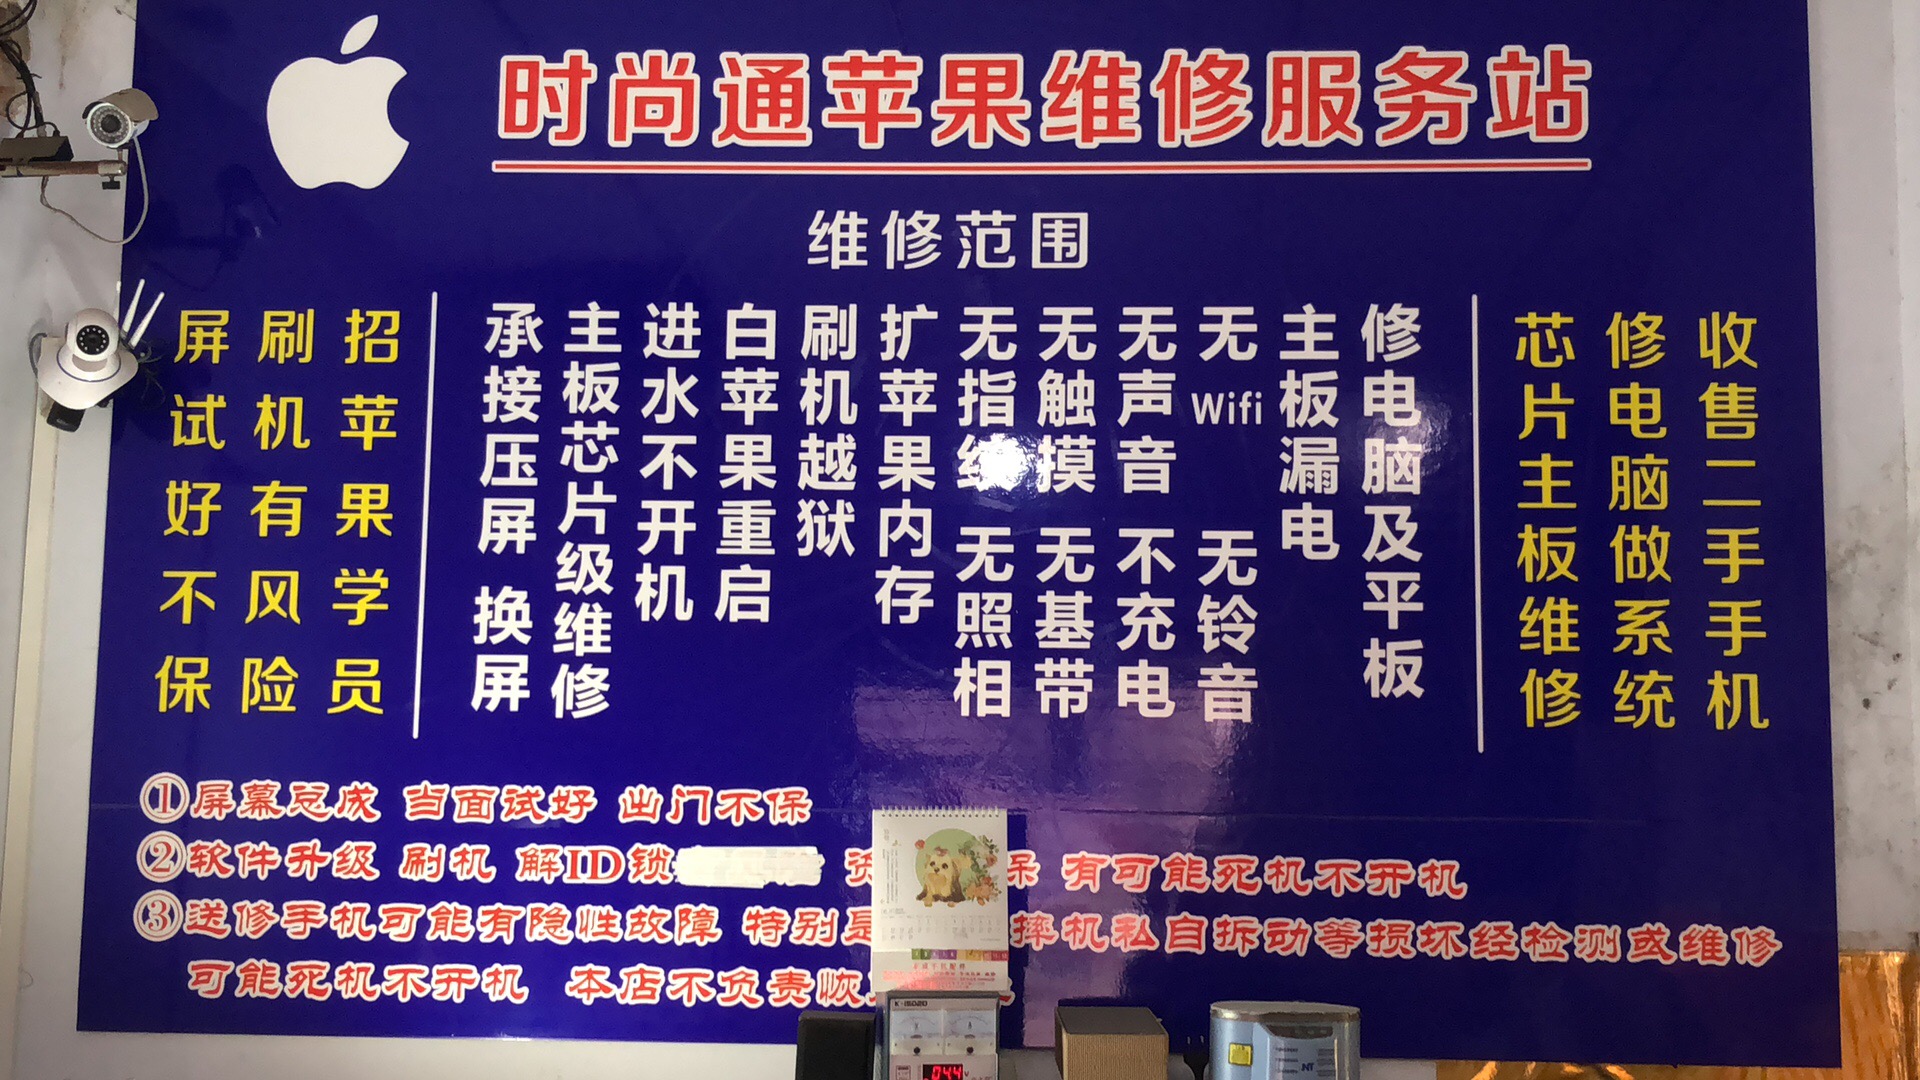 时尚通苹果维修服务站
维修范围
屏试好不保
刷机有风险
招苹果学员
承接压屏 换屏
主板芯片级维修
进水不开机
白苹果重启
刷机越狱
扩苹果内存
无指纹 无照相
无触摸 无基带
无声音 不充电
无Wifi 无铃音
主板漏电
修电脑及平板
芯片主板维修
修电脑做系统
收售二手手机
①屏幕总成 当面试好 出门不保
②软件升级 刷机 解ID锁 资 保 有可能死机不开机
③送修手机可能有隐性故障 特别是 摔机私自拆动等损坏经检测或维修
可能死机不开机 本店不负责恢
K-1502D
04.4